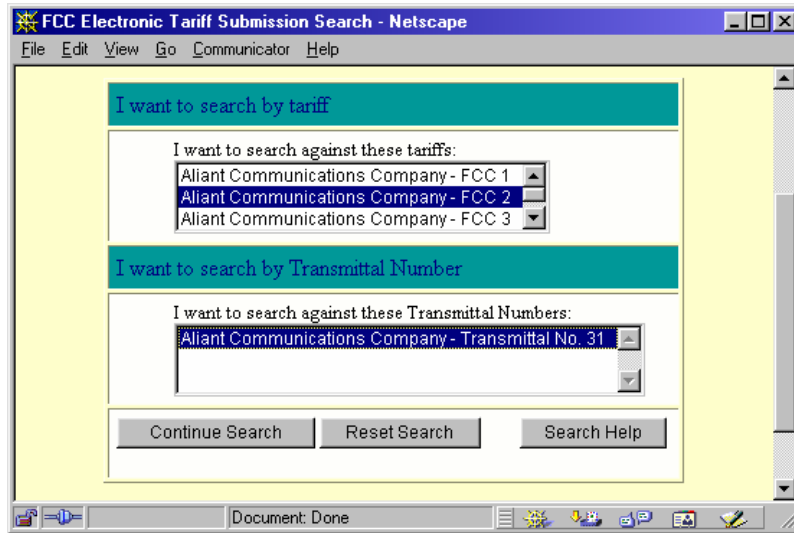 FCC Electronic Tariff Submission Search - Netscape
File Edit View Go Communicator Help
I want to search by tariff
I want to search against these tariffs:
Aliant Communications Company - FCC 1
Aliant Communications Company - FCC 2
Aliant Communications Company - FCC 3
I want to search by Transmittal Number
I want to search against these Transmittal Numbers:
Aliant Communications Company - Transmittal No. 31
Continue Search Reset Search Search Help
Document: Done